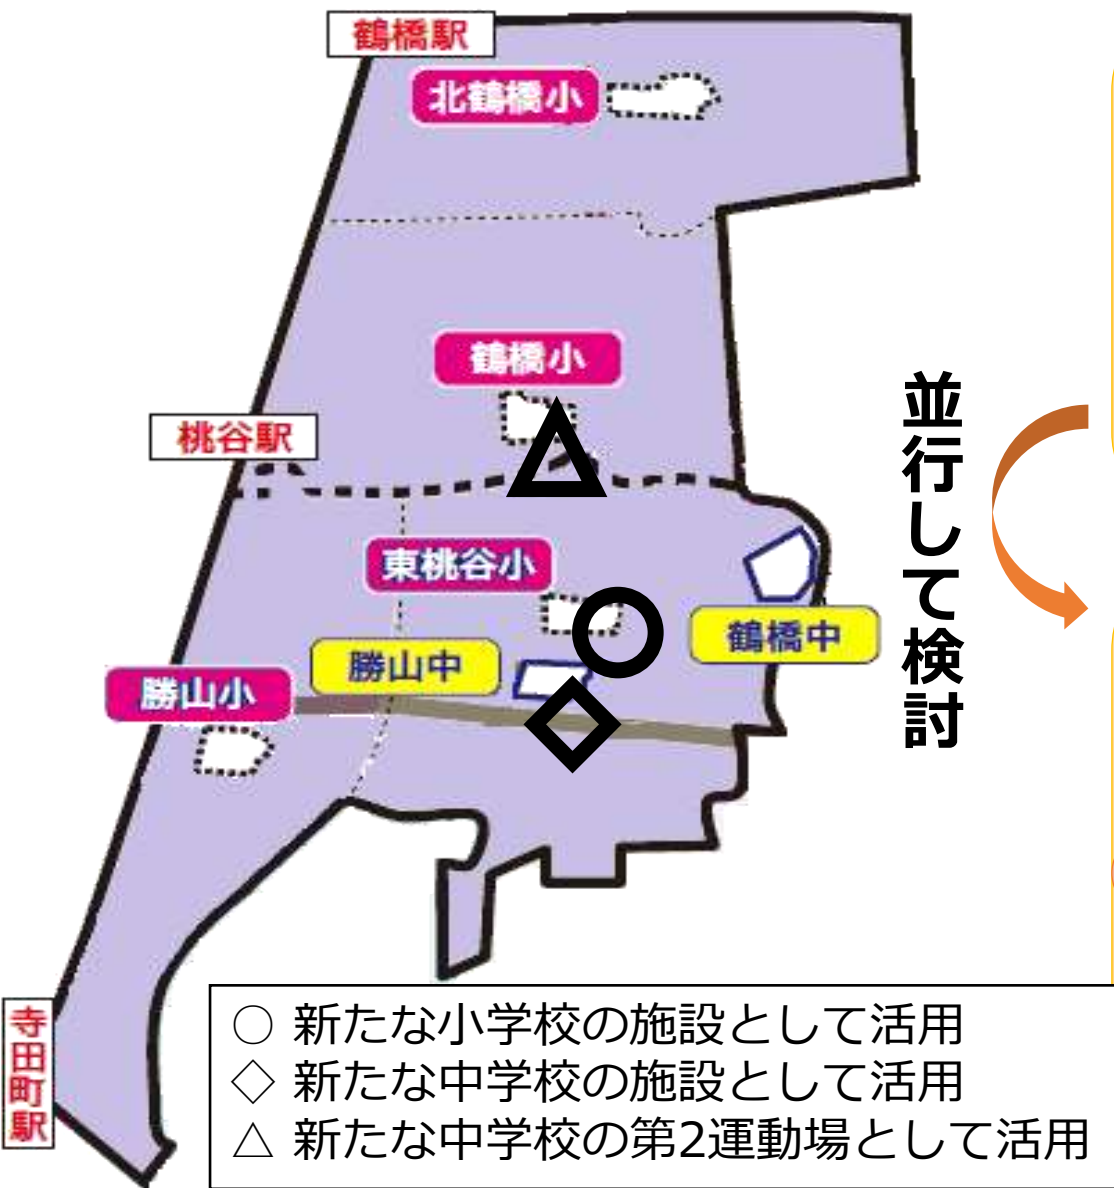 鶴橋駅
北鶴橋小
鶴橋小
桃谷駅
並行して検討
東桃谷小
鶴橋中
勝山中
勝山小
寺田町駅
○ 新たな小学校の施設として活用
◇ 新たな中学校の施設として活用
△ 新たな中学校の第2運動場として活用